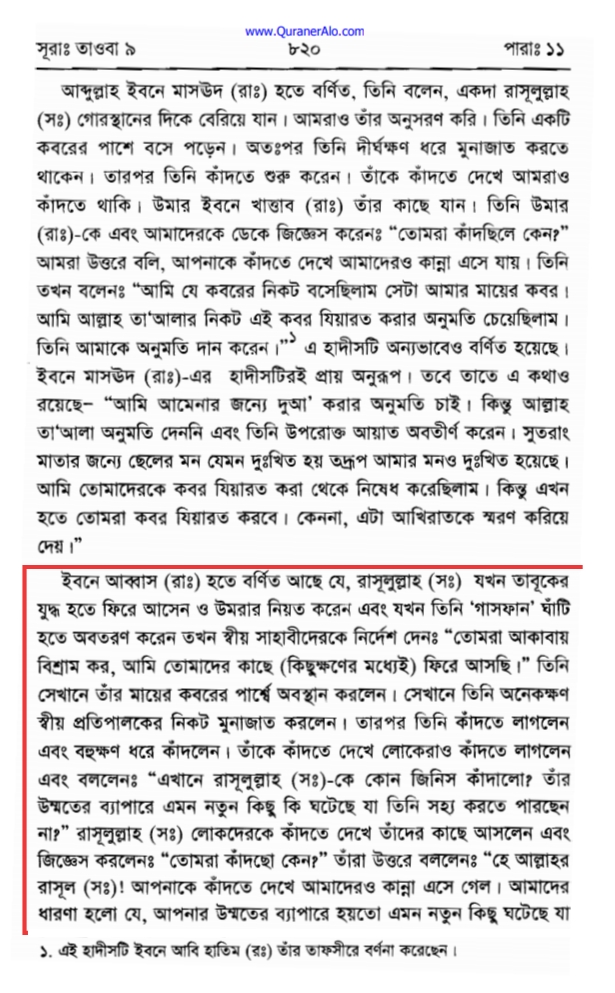 www.QuranerAlo.com
সূরাঃ তাওবা ৯ ৮২০ পারাঃ ১১
আব্দুল্লাহ ইবনে মাসঊদ (রাঃ) হতে বর্ণিত, তিনি বলেন, একদা রাসূলুল্লাহ
(সঃ) গোরস্থানের দিকে বেরিয়ে যান। আমরাও তাঁর অনুসরণ করি। তিনি একটি
কবরের পাশে বসে পড়েন। অতঃপর তিনি দীর্ঘক্ষণ ধরে মুনাজাত করতে
থাকেন। তারপর তিনি কাঁদতে শুরু করেন। তাঁকে কাঁদতে দেখে আমরাও
কাঁদতে থাকি। উমার ইবনে খাত্তাব (রাঃ) তাঁর কাছে যান। তিনি উমার
(রাঃ)-কে এবং আমাদেরকে ডেকে জিজ্ঞেস করেনঃ “তোমরা কাঁদছিলে কেন?”
আমরা উত্তরে বলি, আপনাকে কাঁদতে দেখে আমাদেরও কান্না এসে যায়। তিনি
তখন বলেনঃ “আমি যে কবরের নিকট বসেছিলাম সেটা আমার মায়ের কবর।
আমি আল্লাহ তা‘আলার নিকট এই কবর যিয়ারত করার অনুমতি চেয়েছিলাম।
তিনি আমাকে অনুমতি দান করেন।”১ এ হাদীসটি অন্যভাবেও বর্ণিত হয়েছে।
ইবনে মাসঊদ (রাঃ)-এর হাদীসটিরই প্রায় অনুরূপ। তবে তাতে এ কথাও
রয়েছে– “আমি আমেনার জন্যে দুআ’ করার অনুমতি চাই। কিন্তু আল্লাহ
তা‘আলা অনুমতি দেননি এবং তিনি উপরোক্ত আয়াত অবতীর্ণ করেন। সুতরাং
মাতার জন্যে ছেলের মন যেমন দুঃখিত হয় তদ্রূপ আমার মনও দুঃখিত হয়েছে।
আমি তোমাদেরকে কবর যিয়ারত করা থেকে নিষেধ করেছিলাম। কিন্তু এখন
হতে তোমরা কবর যিয়ারত করবে। কেননা, এটা আখিরাতকে স্মরণ করিয়ে
দেয়।”
ইবনে আব্বাস (রাঃ) হতে বর্ণিত আছে যে, রাসূলুল্লাহ (সঃ) যখন তাবূকের
যুদ্ধ হতে ফিরে আসেন ও উমরার নিয়ত করেন এবং যখন তিনি ‘গাসফান’ ঘাঁটি
হতে অবতরণ করেন তখন স্বীয় সাহাবীদেরকে নির্দেশ দেনঃ “তোমরা আকাবায়
বিশ্রাম কর, আমি তোমাদের কাছে (কিছুক্ষণের মধ্যেই) ফিরে আসছি।” তিনি
সেখানে তাঁর মায়ের কবরের পার্শ্বে অবস্থান করলেন। সেখানে তিনি অনেকক্ষণ
স্বীয় প্রতিপালকের নিকট মুনাজাত করলেন। তারপর তিনি কাঁদতে লাগলেন
এবং বহুক্ষণ ধরে কাঁদলেন। তাঁকে কাঁদতে দেখে লোকেরাও কাঁদতে লাগলেন
এবং বললেনঃ “এখানে রাসূলুল্লাহ (সঃ)-কে কোন জিনিস কাঁদালো? তাঁর
উম্মতের ব্যাপারে এমন নতুন কিছু কি ঘটেছে যা তিনি সহ্য করতে পারছেন
না?” রাসূলুল্লাহ (সঃ) লোকদেরকে কাঁদতে দেখে তাঁদের কাছে আসলেন এবং
জিজ্ঞেস করলেনঃ “তোমরা কাঁদছো কেন?” তাঁরা উত্তরে বললেনঃ “হে আল্লাহর
রাসূল (সঃ)! আপনাকে কাঁদতে দেখে আমাদেরও কান্না এসে গেল। আমাদের
ধারণা হলো যে, আপনার উম্মতের ব্যাপারে হয়তো এমন নতুন কিছু ঘটেছে যা
১. এই হাদীসটি ইবনে আবি হাতিম (রঃ) তাঁর তাফসীরে বর্ণনা করেছেন।